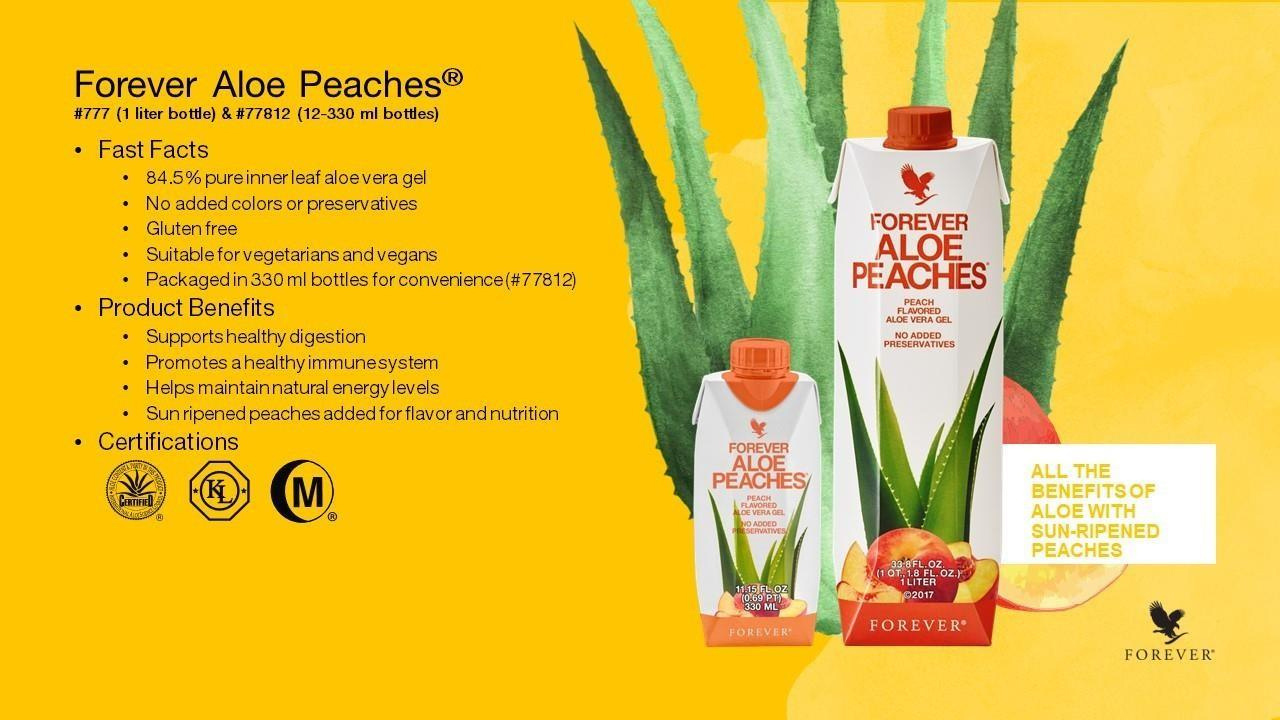 Forever Aloe Peaches®
#777 (1 liter bottle) & #77812 (12-330 ml bottles)
• Fast Facts
• 84.5% pure inner leaf aloe vera gel
• No added colors or preservatives
• Gluten free
• Suitable for vegetarians and vegans
• Packaged in 330 ml bottles for convenience (#77812)
• Product Benefits
• Supports healthy digestion
• Promotes a healthy immune system
• Helps maintain natural energy levels
• Sun ripened peaches added for flavor and nutrition
• Certifications
CERTIFIED
®
KL
M
®
FOREVER
ALOE
PEACHES
PEACH
FLAVORED
ALOE VERA GEL
NO ADDED
PRESERVATIVES
11.15 FL OZ
(0.69 PT)
330 ML
FOREVER®
FOREVER
ALOE
PEACHES®
PEACH
FLAVORED
ALOE VERA GEL
NO ADDED
PRESERVATIVES
33.8 FL. OZ.
(1 QT., 1.8 FL. OZ.)
1 LITER
©2017
FOREVER®
ALL THE
BENEFITS OF
ALOE WITH
SUN-RIPENED
PEACHES
FOREVER®